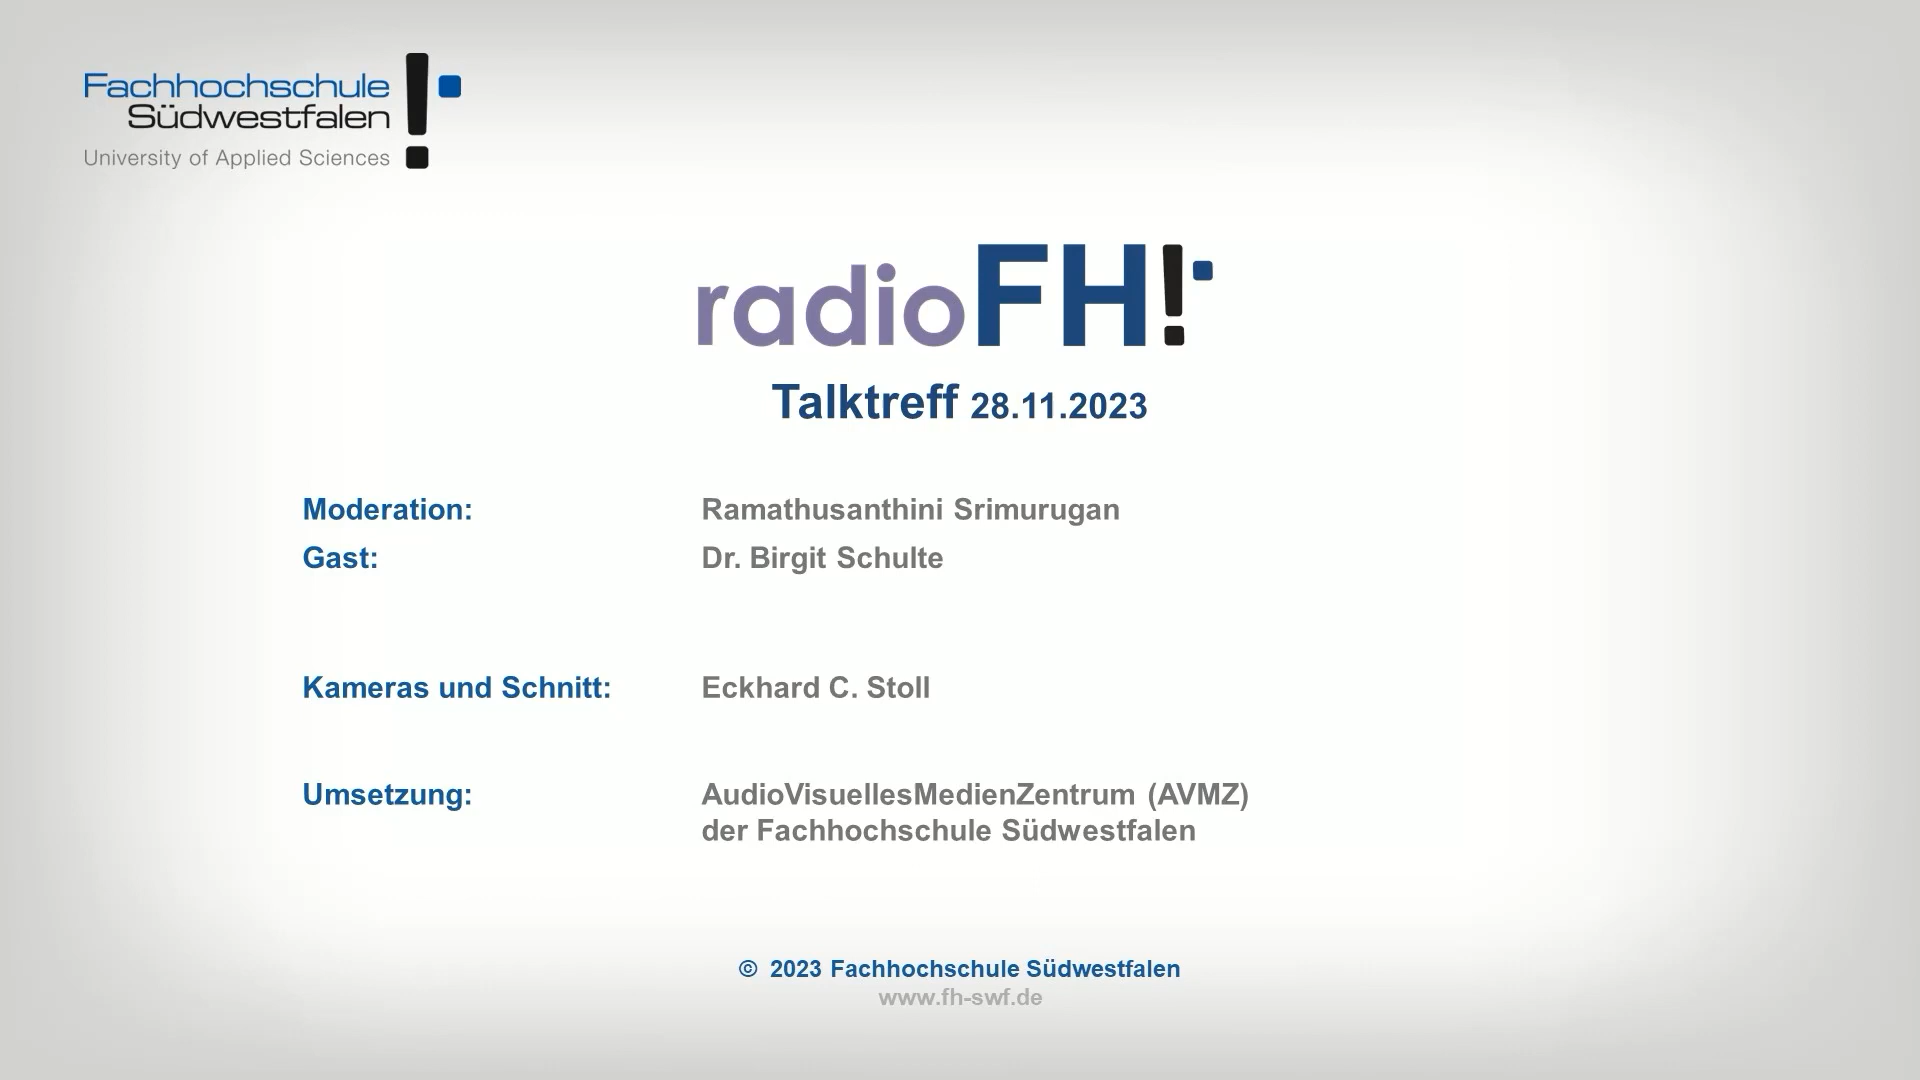 Fachhochschule
Südwestfalen
University of Applied Sciences
radioFH!
Talktreff 28.11.2023
Moderation: Ramathusanthini Srimurugan
Gast: Dr. Birgit Schulte
Kameras und Schnitt: Eckhard C. Stoll
Umsetzung: AudioVisuellesMedienZentrum (AVMZ)
der Fachhochschule Südwestfalen
© 2023 Fachhochschule Südwestfalen
www.fh-swf.de